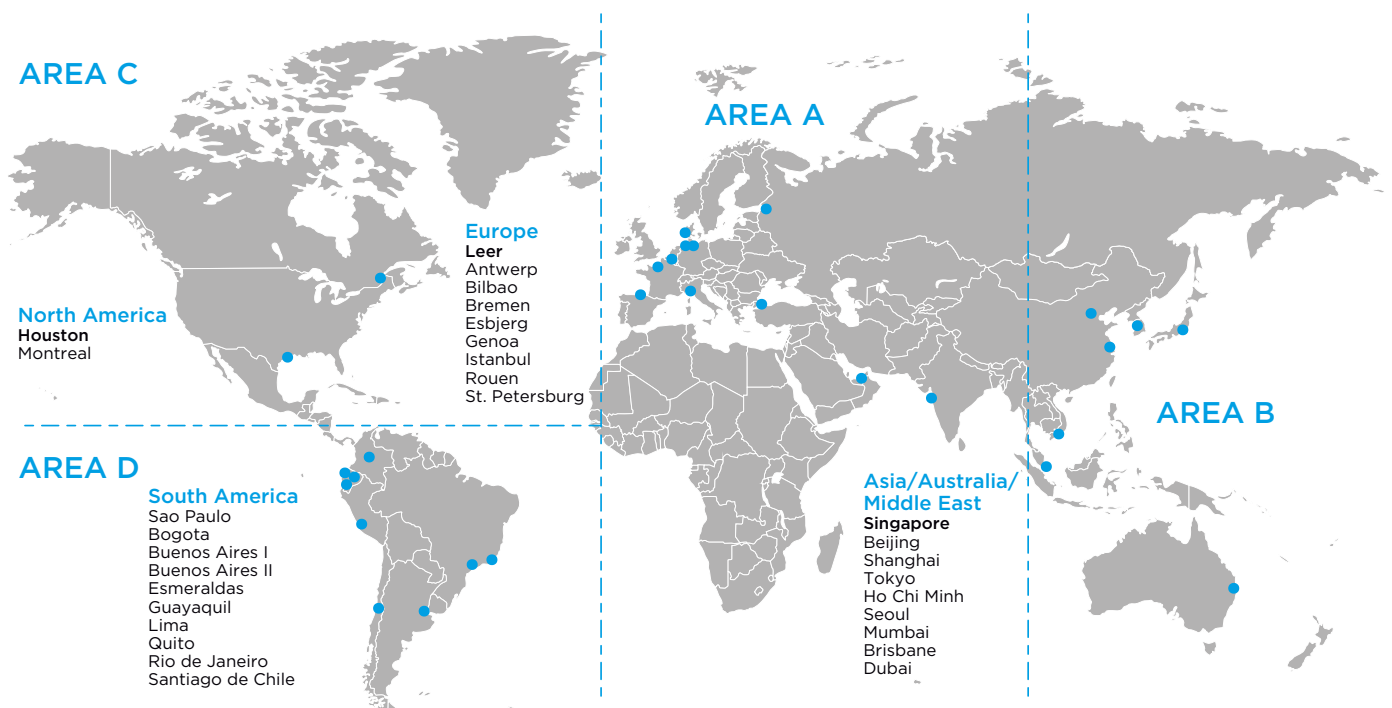 AREA C
AREA A
Europe
Leer
Antwerp
Bilbao
Bremen
Esbjerg
Genoa
Istanbul
Rouen
St. Petersburg
North America
Houston
Montreal
AREA B
AREA D
South America
Sao Paulo
Bogota
Buenos Aires I
Buenos Aires II
Esmeraldas
Guayaquil
Lima
Quito
Rio de Janeiro
Santiago de Chile
Asia/Australia/
Middle East
Singapore
Beijing
Shanghai
Tokyo
Ho Chi Minh
Seoul
Mumbai
Brisbane
Dubai